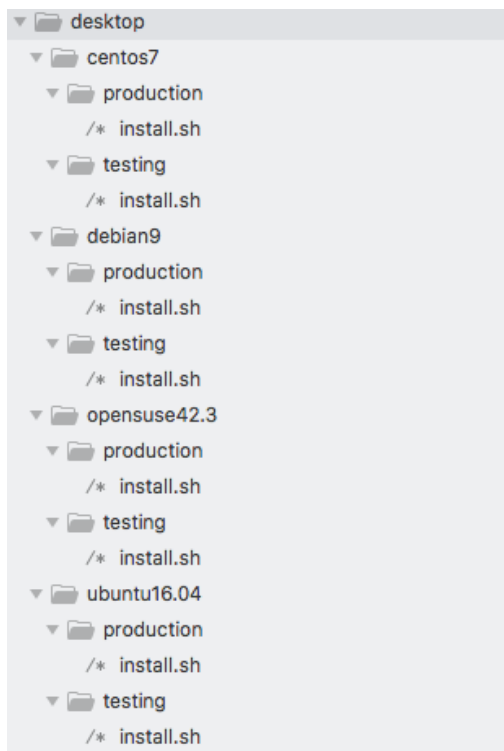 desktop
centos7
production
/* install.sh
testing
/* install.sh
debian9
production
/* install.sh
testing
/* install.sh
opensuse42.3
production
/* install.sh
testing
/* install.sh
ubuntu16.04
production
/* install.sh
testing
/* install.sh